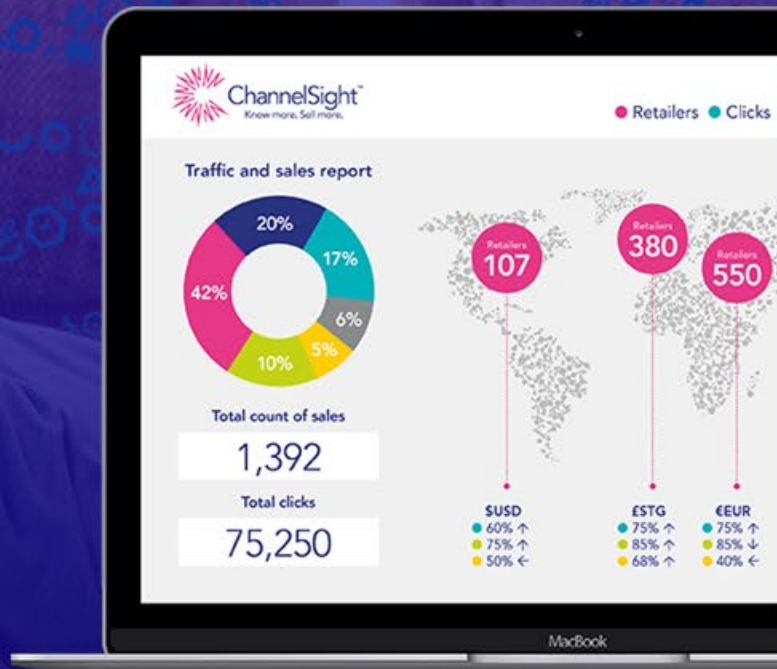 ChannelSight™
Know more. Sell more.
Retailers Clicks
Traffic and sales report
20%
17%
42%
6%
5%
10%
Total count of sales
1,392
Total clicks
75,250
Retailers
107
Retailers
380
Retailers
550
$USD
60% ↑
75% ↑
50% ←
£STG
75% ↑
85% ↑
68% ↑
€EUR
75% ↑
85% ↓
40% ←
MacBook